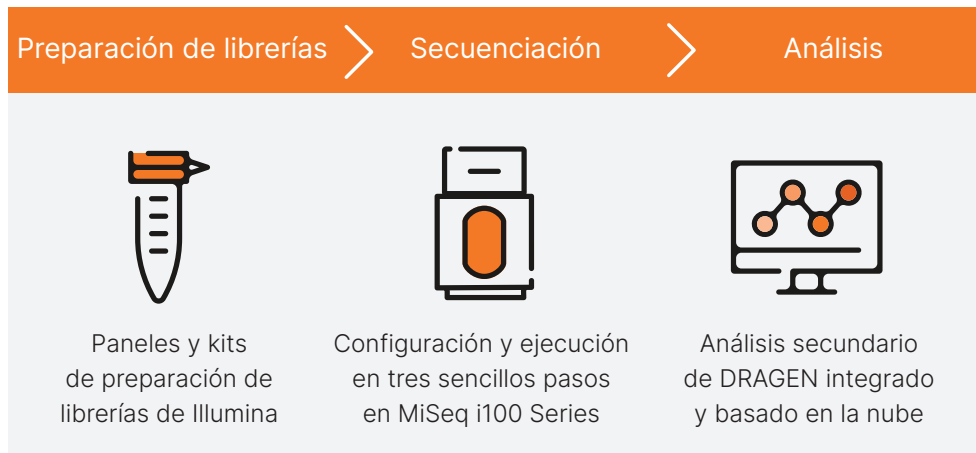 Preparación de librerías
Secuenciación
Análisis
Paneles y kits
de preparación de
librerías de Illumina
Configuración y ejecución
en tres sencillos pasos
en MiSeq i100 Series
Análisis secundario
de DRAGEN integrado
y basado en la nube